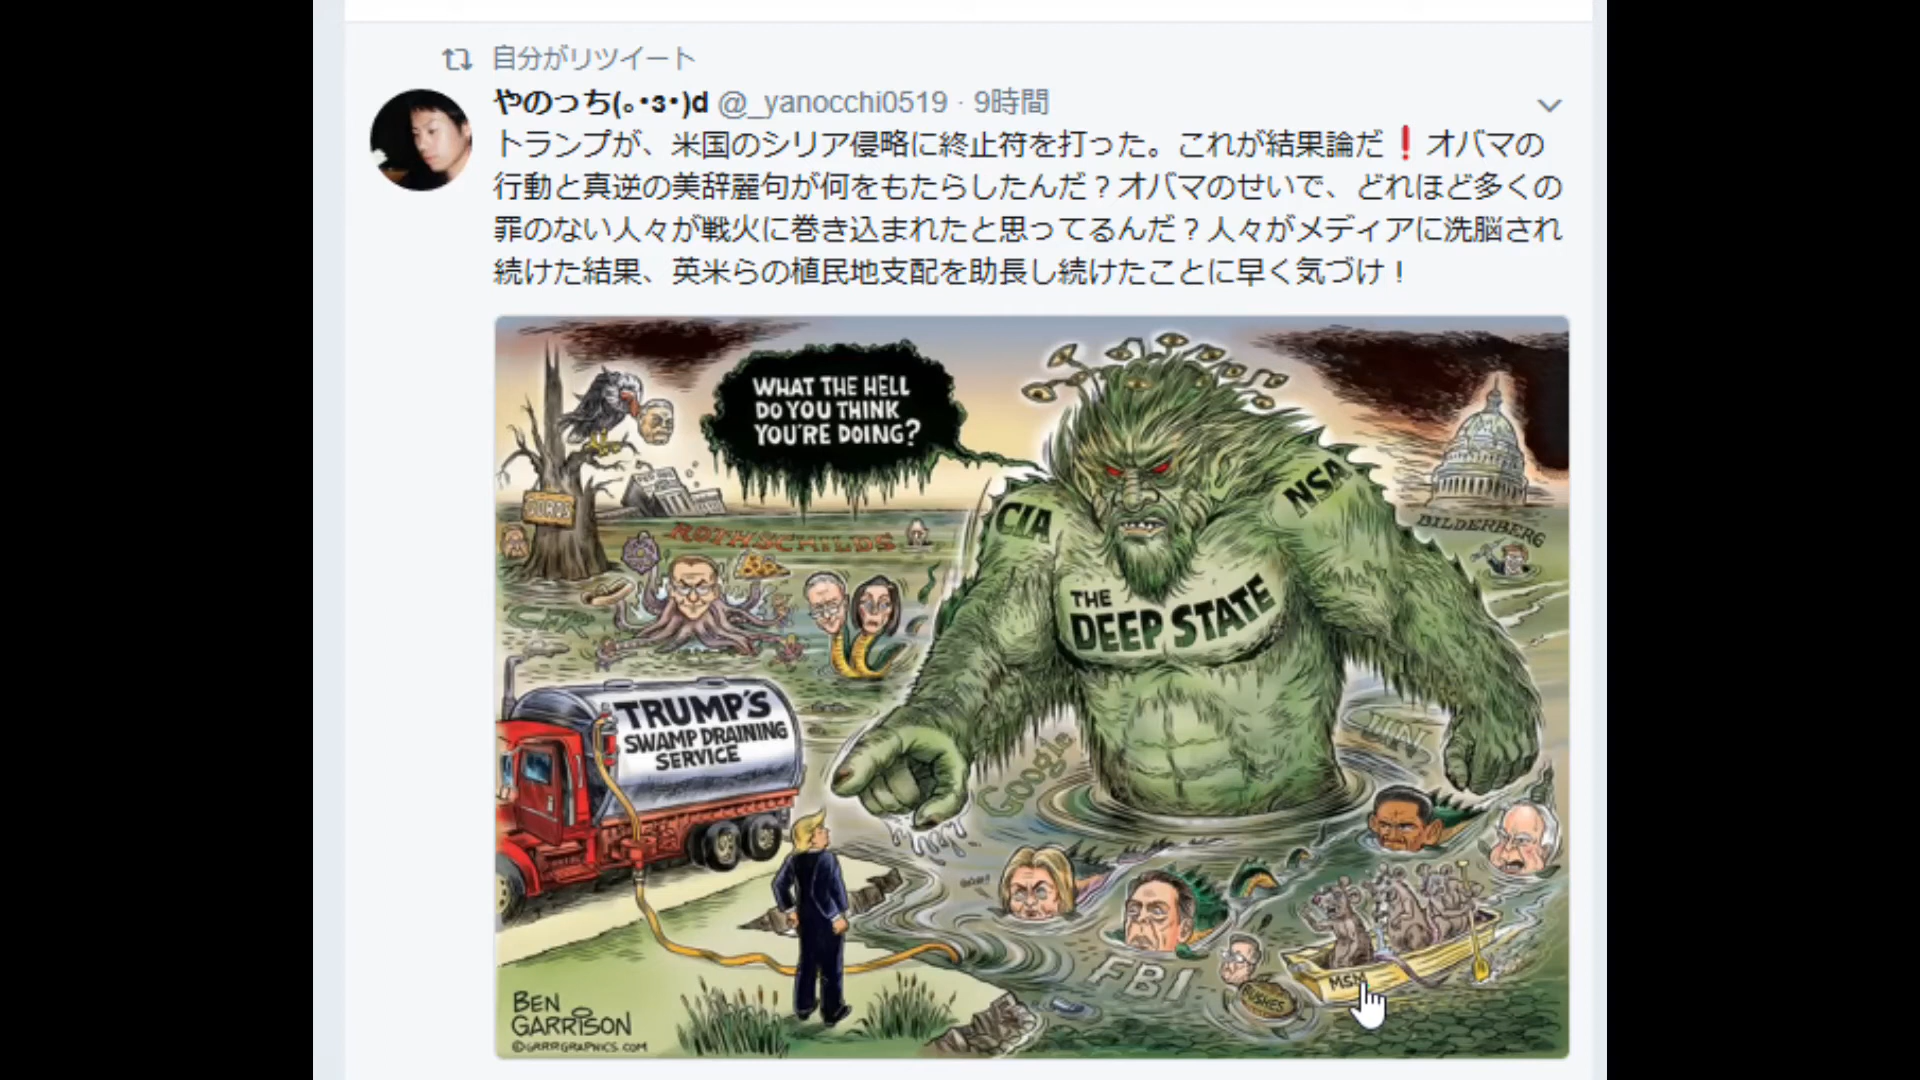 自分がリツイート
やのっち(｡･з･)d @_yanocchi0519 · 9時間
トランプが、米国のシリア侵略に終止符を打った。これが結果論だ❗オバマの
行動と真逆の美辞麗句が何をもたらしたんだ？オバマのせいで、どれほど多くの
罪のない人々が戦火に巻き込まれたと思ってるんだ？人々がメディアに洗脳され
続けた結果、英米らの植民地支配を助長し続けたことに早く気づけ！
WHAT THE HELL
DO YOU THINK
YOU'RE DOING?
CIA
NSA
THE
DEEP STATE
SOROS
ROTHSCHILDS
BILDERBERG
CFR
TRUMP'S
SWAMP DRAINING
SERVICE
Google
FBI
BUSHES
MSM
BEN
GARRISON
©GRRRGRAPHICS.COM